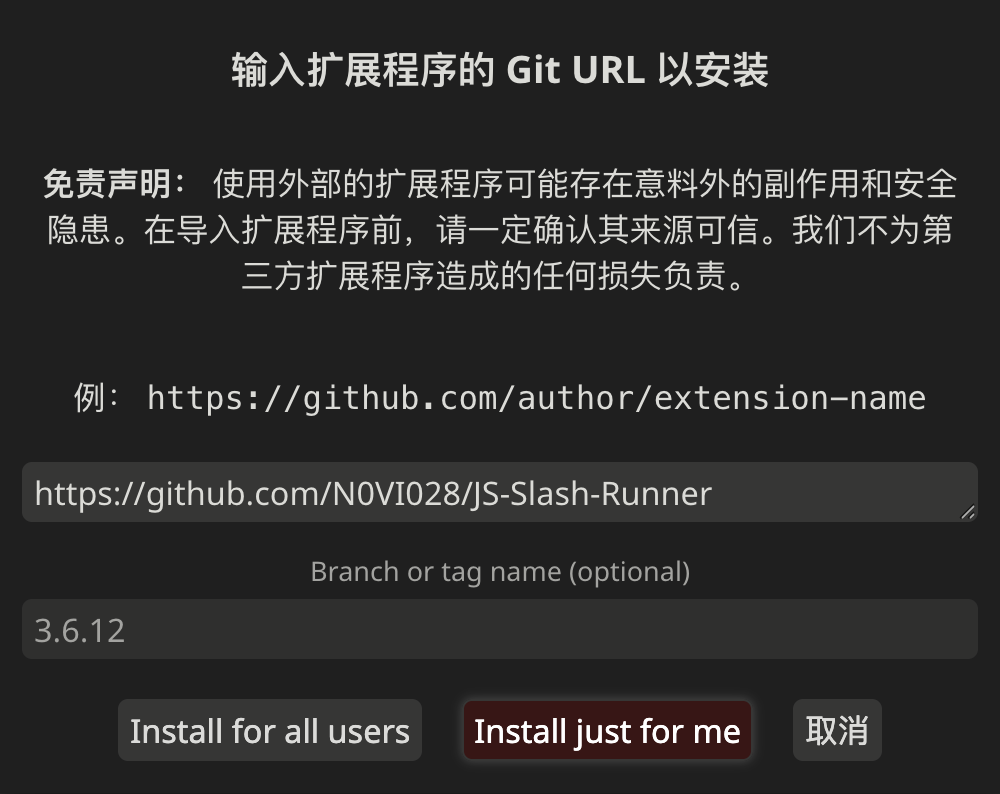 输入扩展程序的 Git URL 以安装
免责声明： 使用外部的扩展程序可能存在意料外的副作用和安全
隐患。在导入扩展程序前，请一定确认其来源可信。我们不为第
三方扩展程序造成的任何损失负责。
例： https://github.com/author/extension-name
https://github.com/N0VI028/JS-Slash-Runner
Branch or tag name (optional)
3.6.12
Install for all users
Install just for me
取消